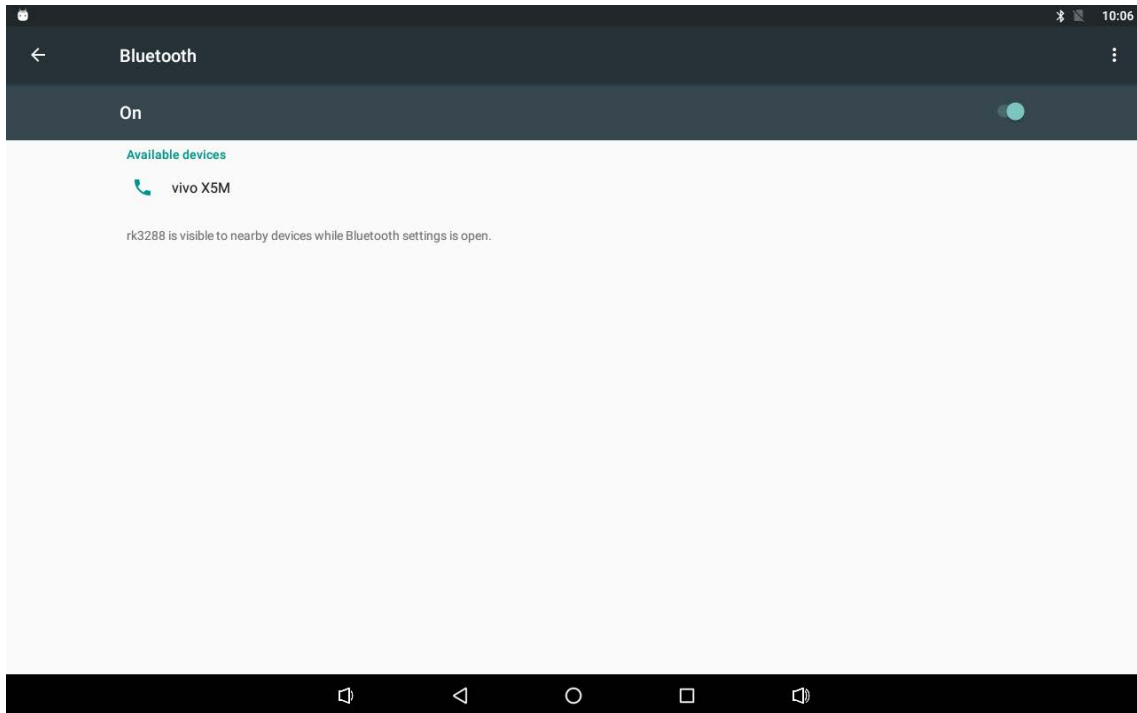 10:06
Bluetooth
On
Available devices
vivo X5M
rk3288 is visible to nearby devices while Bluetooth settings is open.